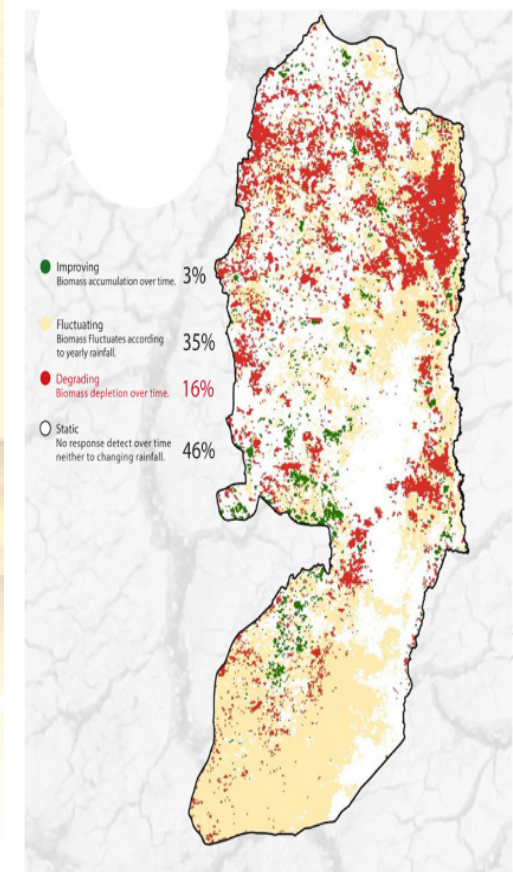 Improving
Biomass accumulation over time.
3%
Fluctuating
Biomass Fluctuates according
to yearly rainfall.
35%
Degrading
Biomass depletion over time.
16%
Static
No response detect over time
neither to changing rainfall.
46%